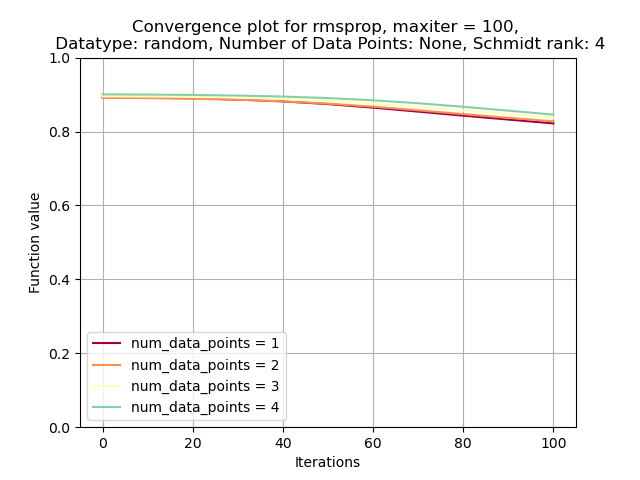 Convergence plot for rmsprop, maxiter = 100,
Datatype: random, Number of Data Points: None, Schmidt rank: 4
1.0
0.8
0.6
0.4
0.2
0.0
Function value
num_data_points = 1
num_data_points = 2
num_data_points = 3
num_data_points = 4
0 20 40 60 80 100
Iterations